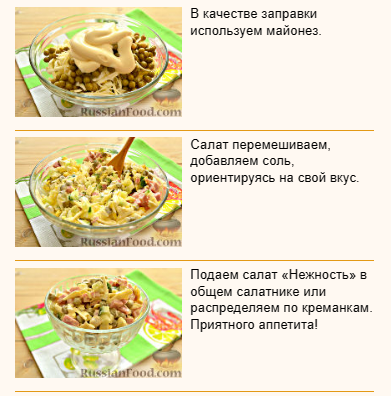 В качестве заправки
используем майонез.
RussianFood.com
Салат перемешиваем,
добавляем соль,
ориентируясь на свой вкус.
RussianFood.com
Подаем салат «Нежность» в
общем салатнике или
распределяем по креманкам.
Приятного аппетита!
RussianFood.com